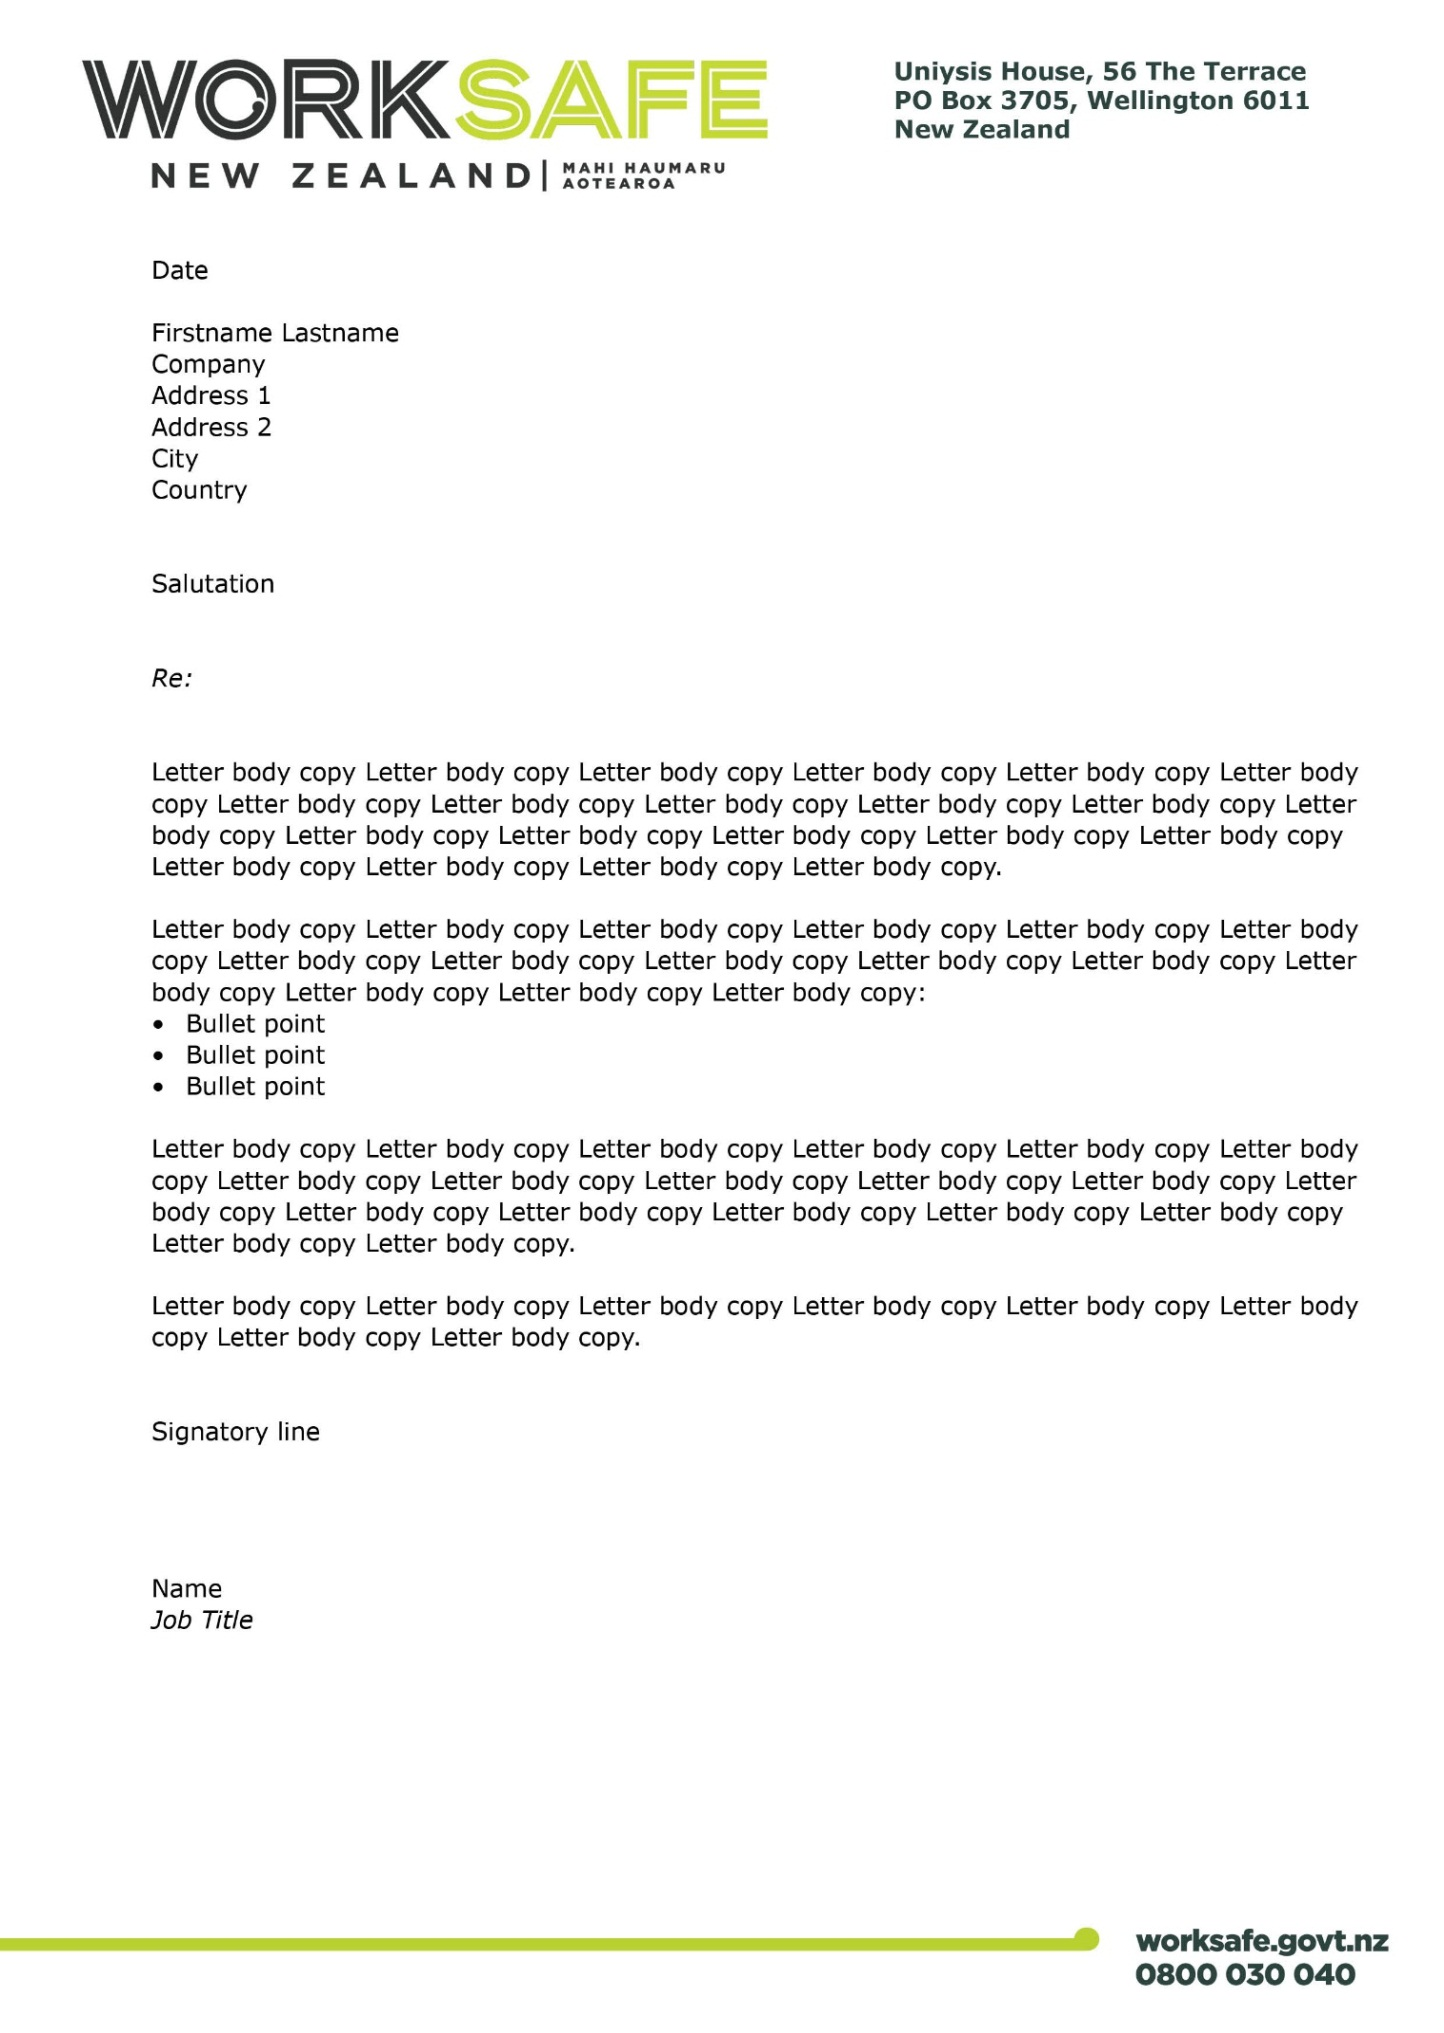 WORKSAFE
NEW ZEALAND | MAHI HAUMARU
AOTEAROA
Uniysis House, 56 The Terrace
PO Box 3705, Wellington 6011
New Zealand
Date
Firstname Lastname
Company
Address 1
Address 2
City
Country
Salutation
Re:
Letter body copy Letter body copy Letter body copy Letter body copy Letter body copy Letter body
copy Letter body copy Letter body copy Letter body copy Letter body copy Letter body copy Letter
body copy Letter body copy Letter body copy Letter body copy Letter body copy Letter body copy
Letter body copy Letter body copy Letter body copy Letter body copy.
Letter body copy Letter body copy Letter body copy Letter body copy Letter body copy Letter body
copy Letter body copy Letter body copy Letter body copy Letter body copy Letter body copy Letter
body copy Letter body copy Letter body copy Letter body copy:
• Bullet point
• Bullet point
• Bullet point
Letter body copy Letter body copy Letter body copy Letter body copy Letter body copy Letter body
copy Letter body copy Letter body copy Letter body copy Letter body copy Letter body copy Letter
body copy Letter body copy Letter body copy Letter body copy Letter body copy Letter body copy
Letter body copy Letter body copy.
Letter body copy Letter body copy Letter body copy Letter body copy Letter body copy Letter body
copy Letter body copy Letter body copy.
Signatory line
Name
Job Title
worksafe.govt.nz
0800 030 040